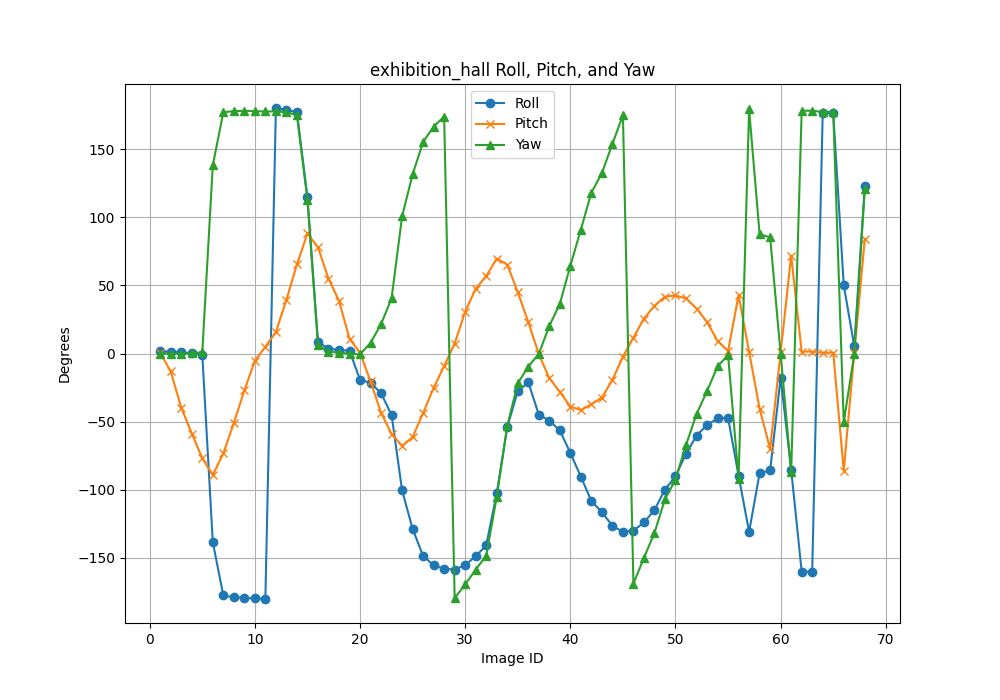 exhibition_hall Roll, Pitch, and Yaw
Roll
Pitch
Yaw
150
100
50
0
−50
−100
−150
Degrees
0 10 20 30 40 50 60 70
Image ID